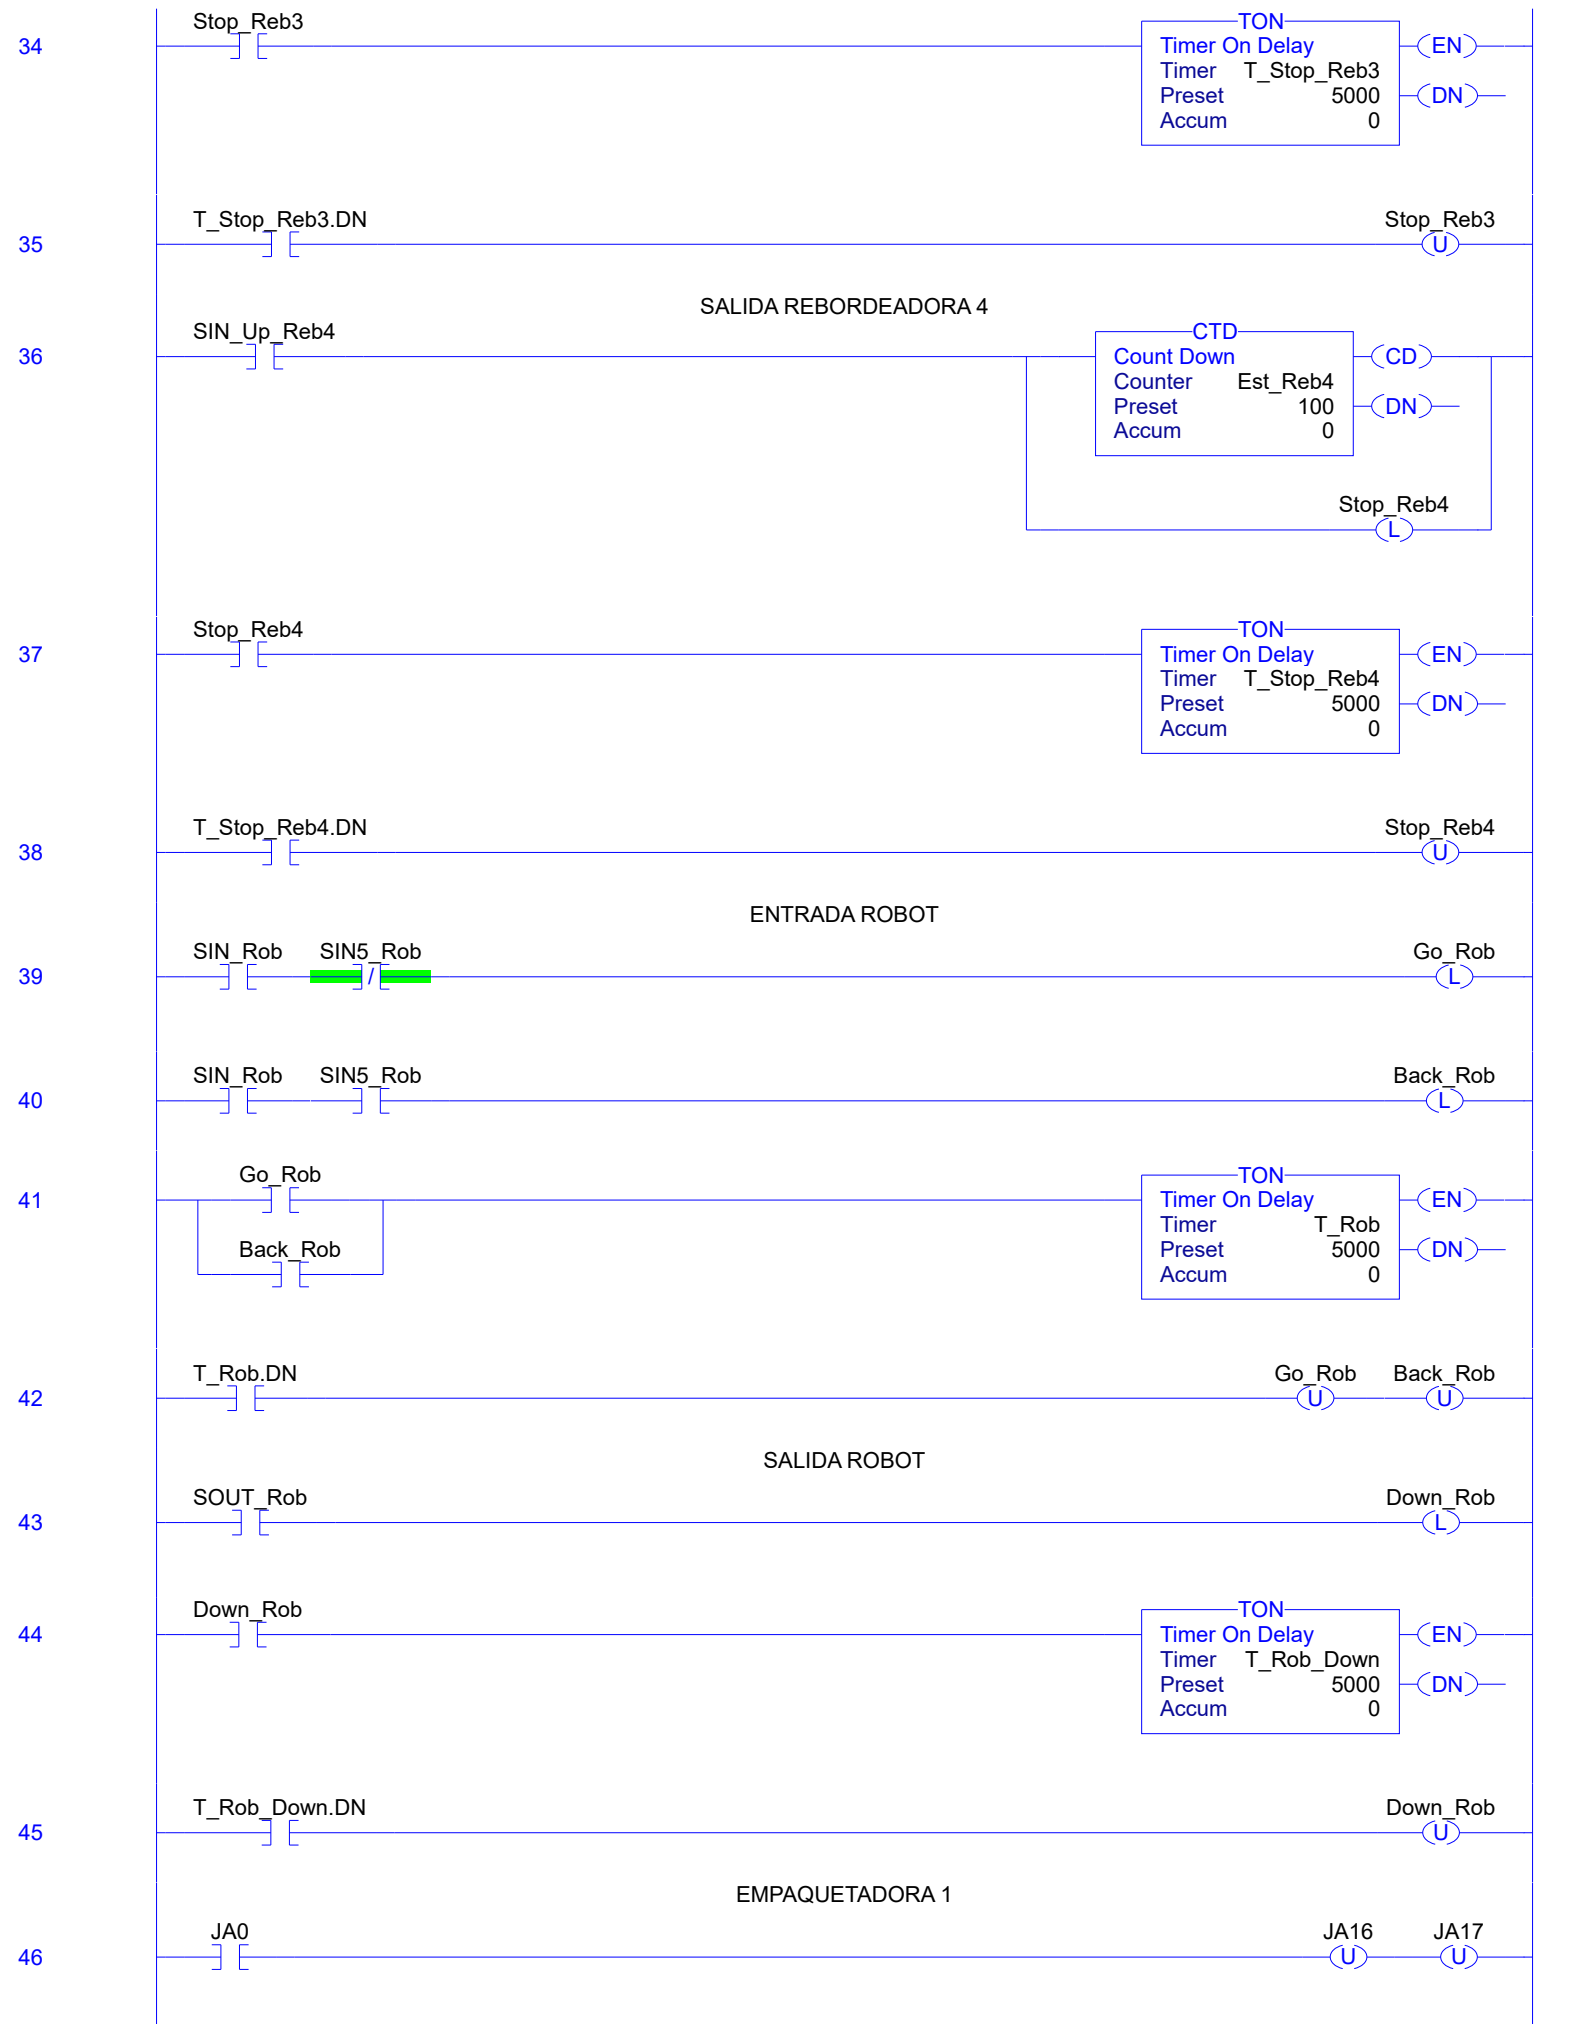 Stop_Reb3
TON
34
Timer On Delay
EN
Timer T_Stop_Reb3
Preset 5000
DN
Accum 0
T_Stop_Reb3.DN
Stop_Reb3
35
U
SALIDA REBORDEADORA 4
SIN_Up_Reb4
CTD
36
Count Down
CD
Counter Est_Reb4
Preset 100
DN
Accum 0
Stop_Reb4
L
Stop_Reb4
TON
37
Timer On Delay
EN
Timer T_Stop_Reb4
Preset 5000
DN
Accum 0
T_Stop_Reb4.DN
Stop_Reb4
38
U
ENTRADA ROBOT
SIN_Rob SIN5_Rob
Go_Rob
39
/
L
SIN_Rob SIN5_Rob
Back_Rob
40
L
Go_Rob
TON
41
Timer On Delay
EN
Timer T_Rob
Back_Rob
Preset 5000
DN
Accum 0
T_Rob.DN
Go_Rob Back_Rob
42
U U
SALIDA ROBOT
SOUT_Rob
Down_Rob
43
L
Down_Rob
TON
44
Timer On Delay
EN
Timer T_Rob_Down
Preset 5000
DN
Accum 0
T_Rob_Down.DN
Down_Rob
45
U
EMPAQUETADORA 1
JA0
JA16 JA17
46
U U